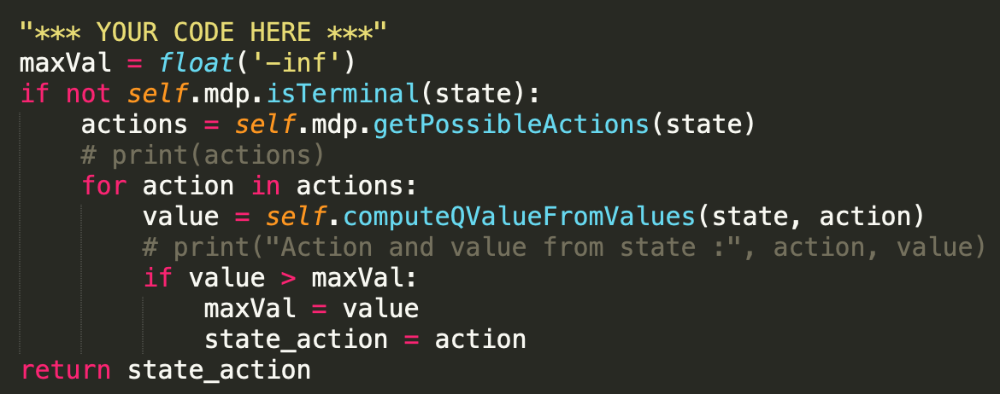 "*** YOUR CODE HERE ***"
maxVal = float('-inf')
if not self.mdp.isTerminal(state):
    actions = self.mdp.getPossibleActions(state)
    # print(actions)
    for action in actions:
        value = self.computeQValueFromValues(state, action)
        # print("Action and value from state :", action, value)
        if value > maxVal:
            maxVal = value
            state_action = action
return state_action